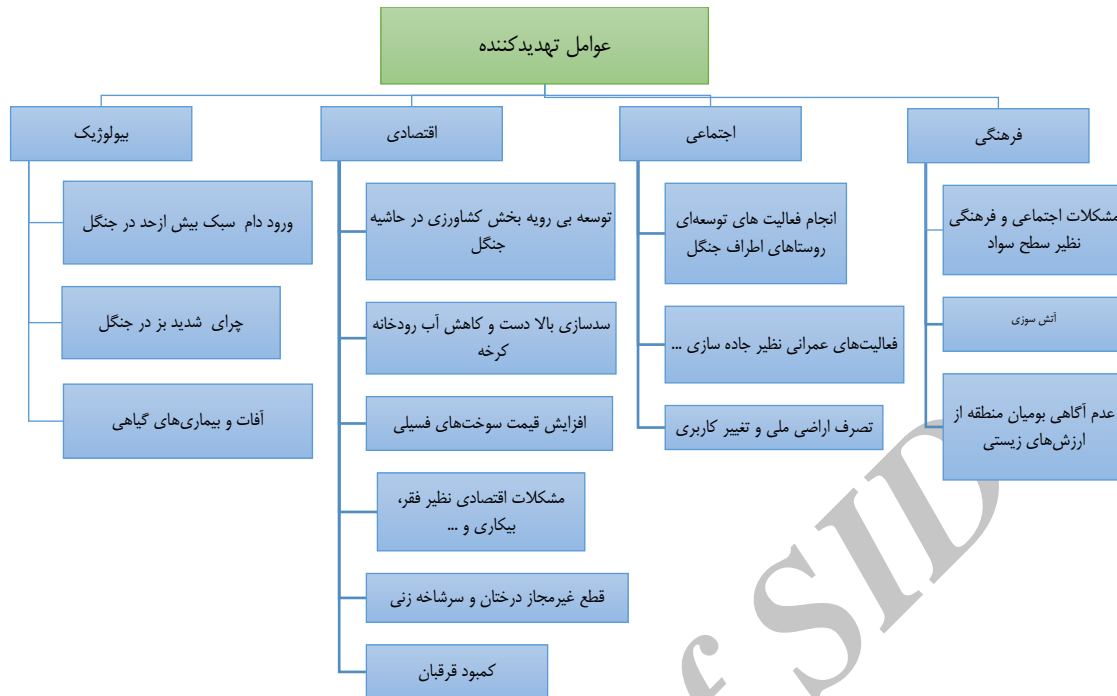 عوامل تهدیدکننده
فرهنگی
مشکلات اجتماعی و فرهنگی
نظیر سطح سواد
آتش سوزی
عدم آگاهی بومیان منطقه از
ارزش‌های زیستی
اجتماعی
انجام فعالیت های توسعه‌ای
روستاهای اطراف جنگل
فعالیت‌های عمرانی نظیر جاده سازی ...
تصرف اراضی ملی و تغییر کاربری
اقتصادی
توسعه بی رویه بخش کشاورزی در حاشیه
جنگل
سدسازی بالا دست و کاهش آب رودخانه
کرخه
افزایش قیمت سوخت‌های فسیلی
مشکلات اقتصادی نظیر فقر،
بیکاری و ...
قطع غیرمجاز درختان و سرشاخه زنی
کمبود قرقبان
بیولوژیک
ورود دام سبک بیش ازحد در جنگل
چرای شدید بز در جنگل
آفات و بیماری‌های گیاهی
f SID